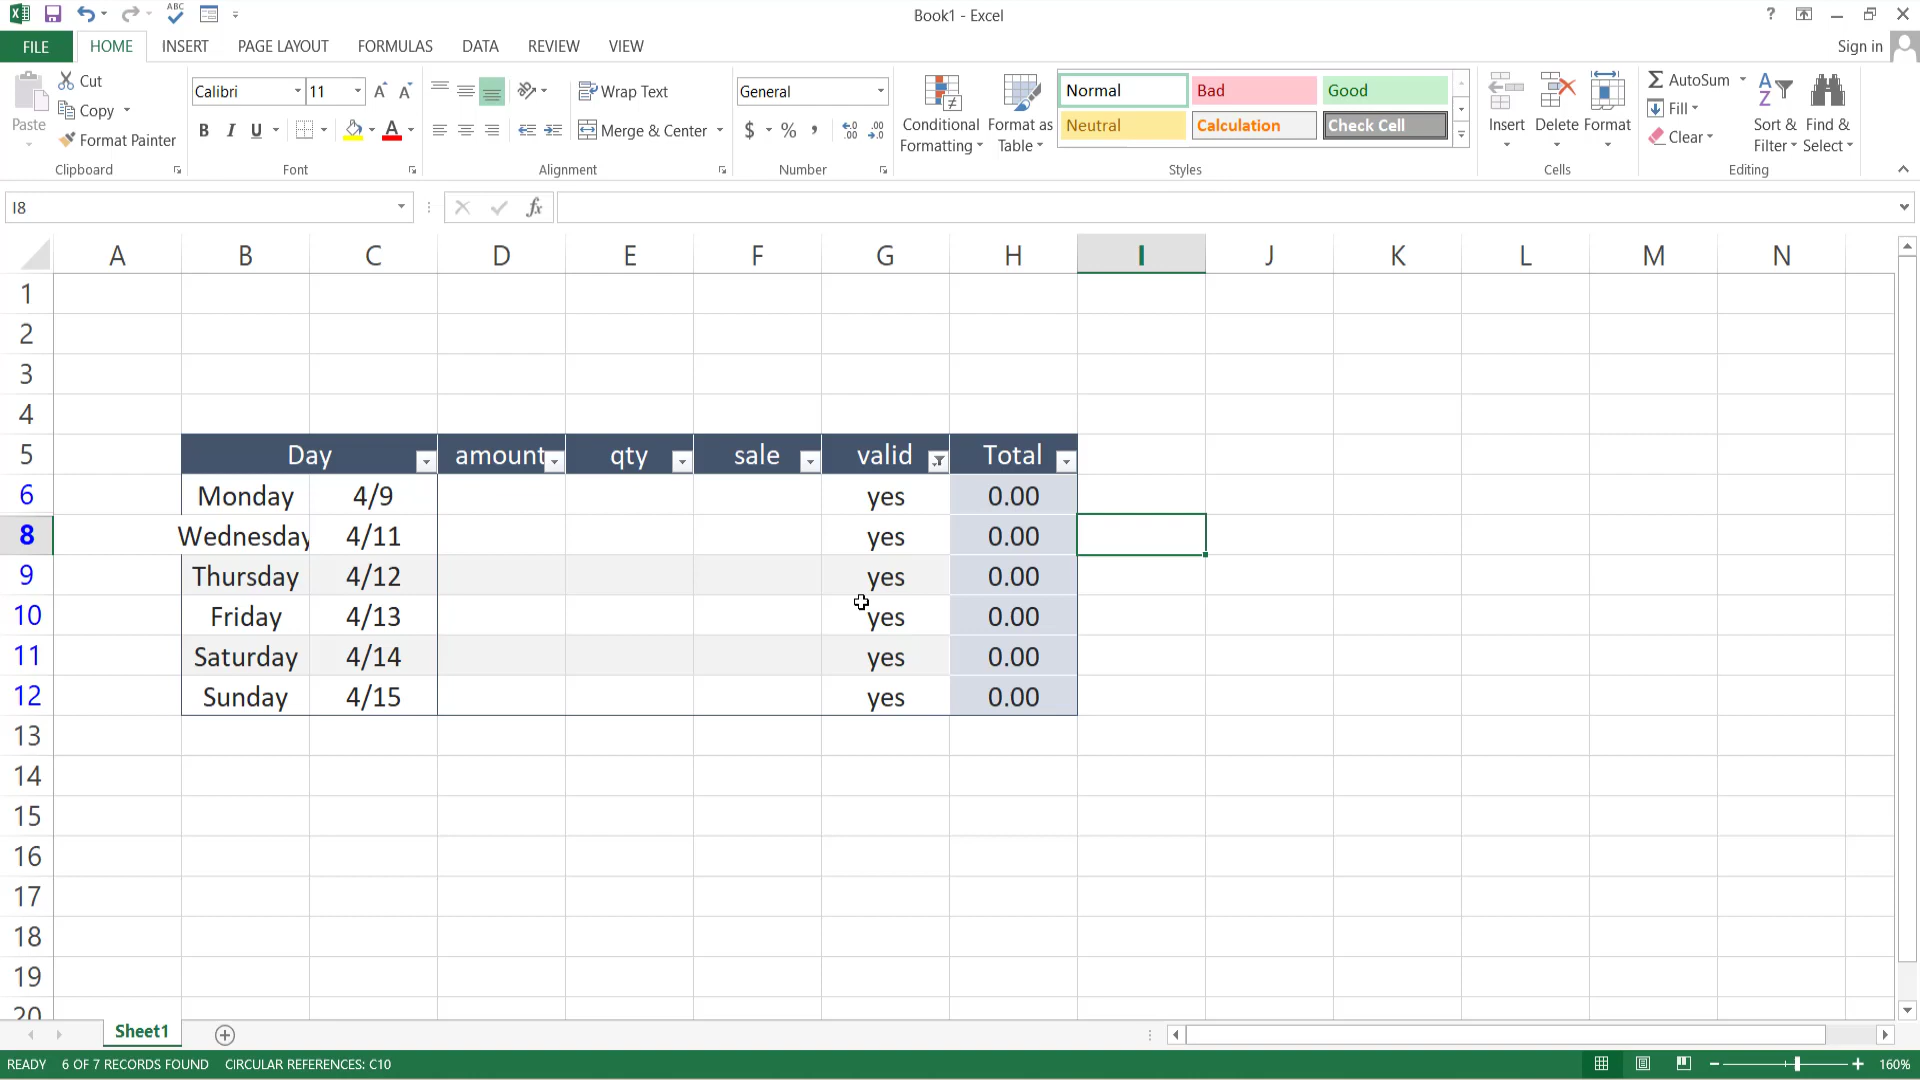 ABC
Book1 - Excel
?
FILE HOME INSERT PAGE LAYOUT FORMULAS DATA REVIEW VIEW Sign in
Paste
Cut
Copy
Format Painter
Clipboard
Calibri 11 A A
B I U A
Font
Wrap Text
Merge & Center
Alignment
General
$ % , .00 .00
Number
Conditional Formatting
Format as Table
Normal Bad Good
Neutral Calculation Check Cell
Styles
Insert Delete Format
Cells
AutoSum
Fill
Clear
Sort & Filter
Find & Select
Editing
I8 fx
A B C D E F G H I J K L M N
1
2
3
4
5 Day amount qty sale valid Total
6 Monday 4/9 yes 0.00
8 Wednesday 4/11 yes 0.00
9 Thursday 4/12 yes 0.00
10 Friday 4/13 yes 0.00
11 Saturday 4/14 yes 0.00
12 Sunday 4/15 yes 0.00
13
14
15
16
17
18
19
20
Sheet1
READY 6 OF 7 RECORDS FOUND CIRCULAR REFERENCES: C10 160%